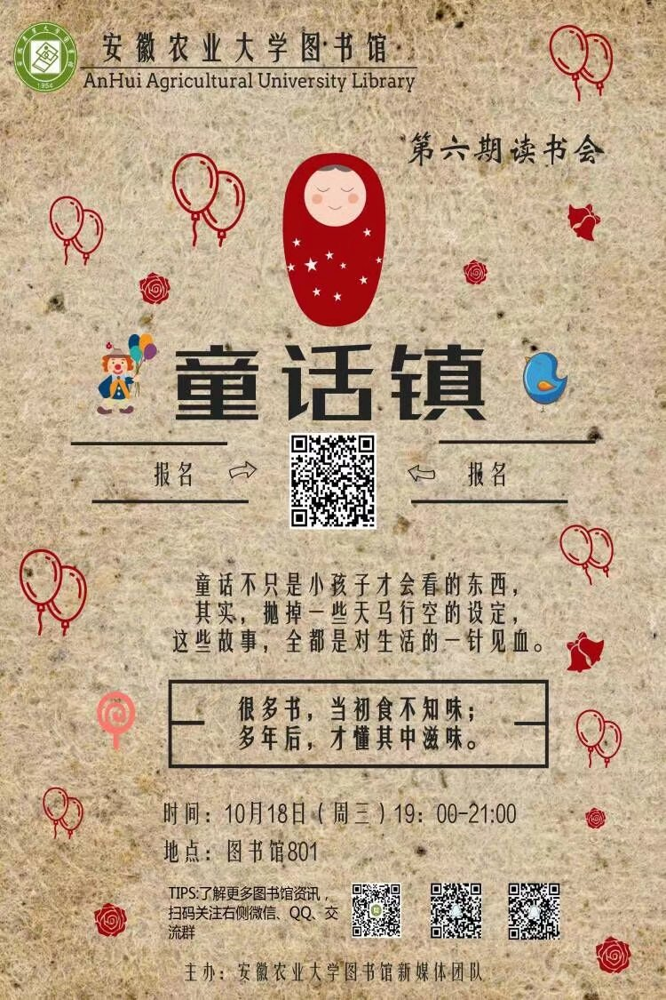 安徽农业大学图书馆
AnHui Agricultural University Library
1954
第六期读书会
童话镇
报名
报名
童话不只是小孩子才会看的东西，
其实，抛掉一些天马行空的设定，
这些故事，全都是对生活的一针见血。
很多书，当初食不知味；
多年后，才懂其中滋味。
时间：10月18日（周三）19：00-21:00
地点：图书馆801
TIPS:了解更多图书馆资讯，
扫码关注右侧微信、QQ、交
流群
主办：安徽农业大学图书馆新媒体团队